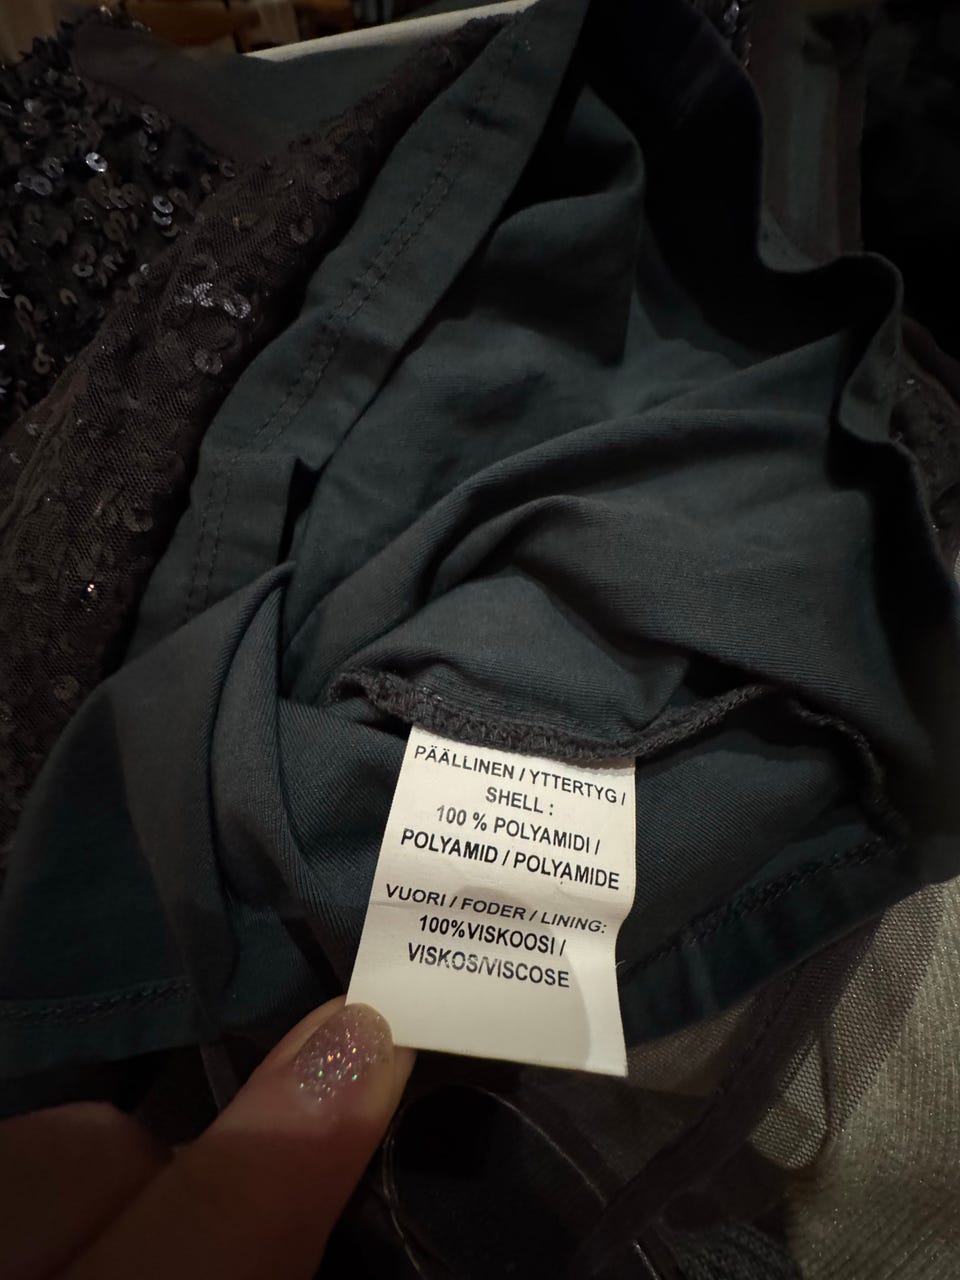 PÄÄLLINEN / YTTERTYG /
SHELL :
100 % POLYAMIDI /
POLYAMID / POLYAMIDE
VUORI / FODER / LINING:
100%VISKOOSI /
VISKOS/VISCOSE